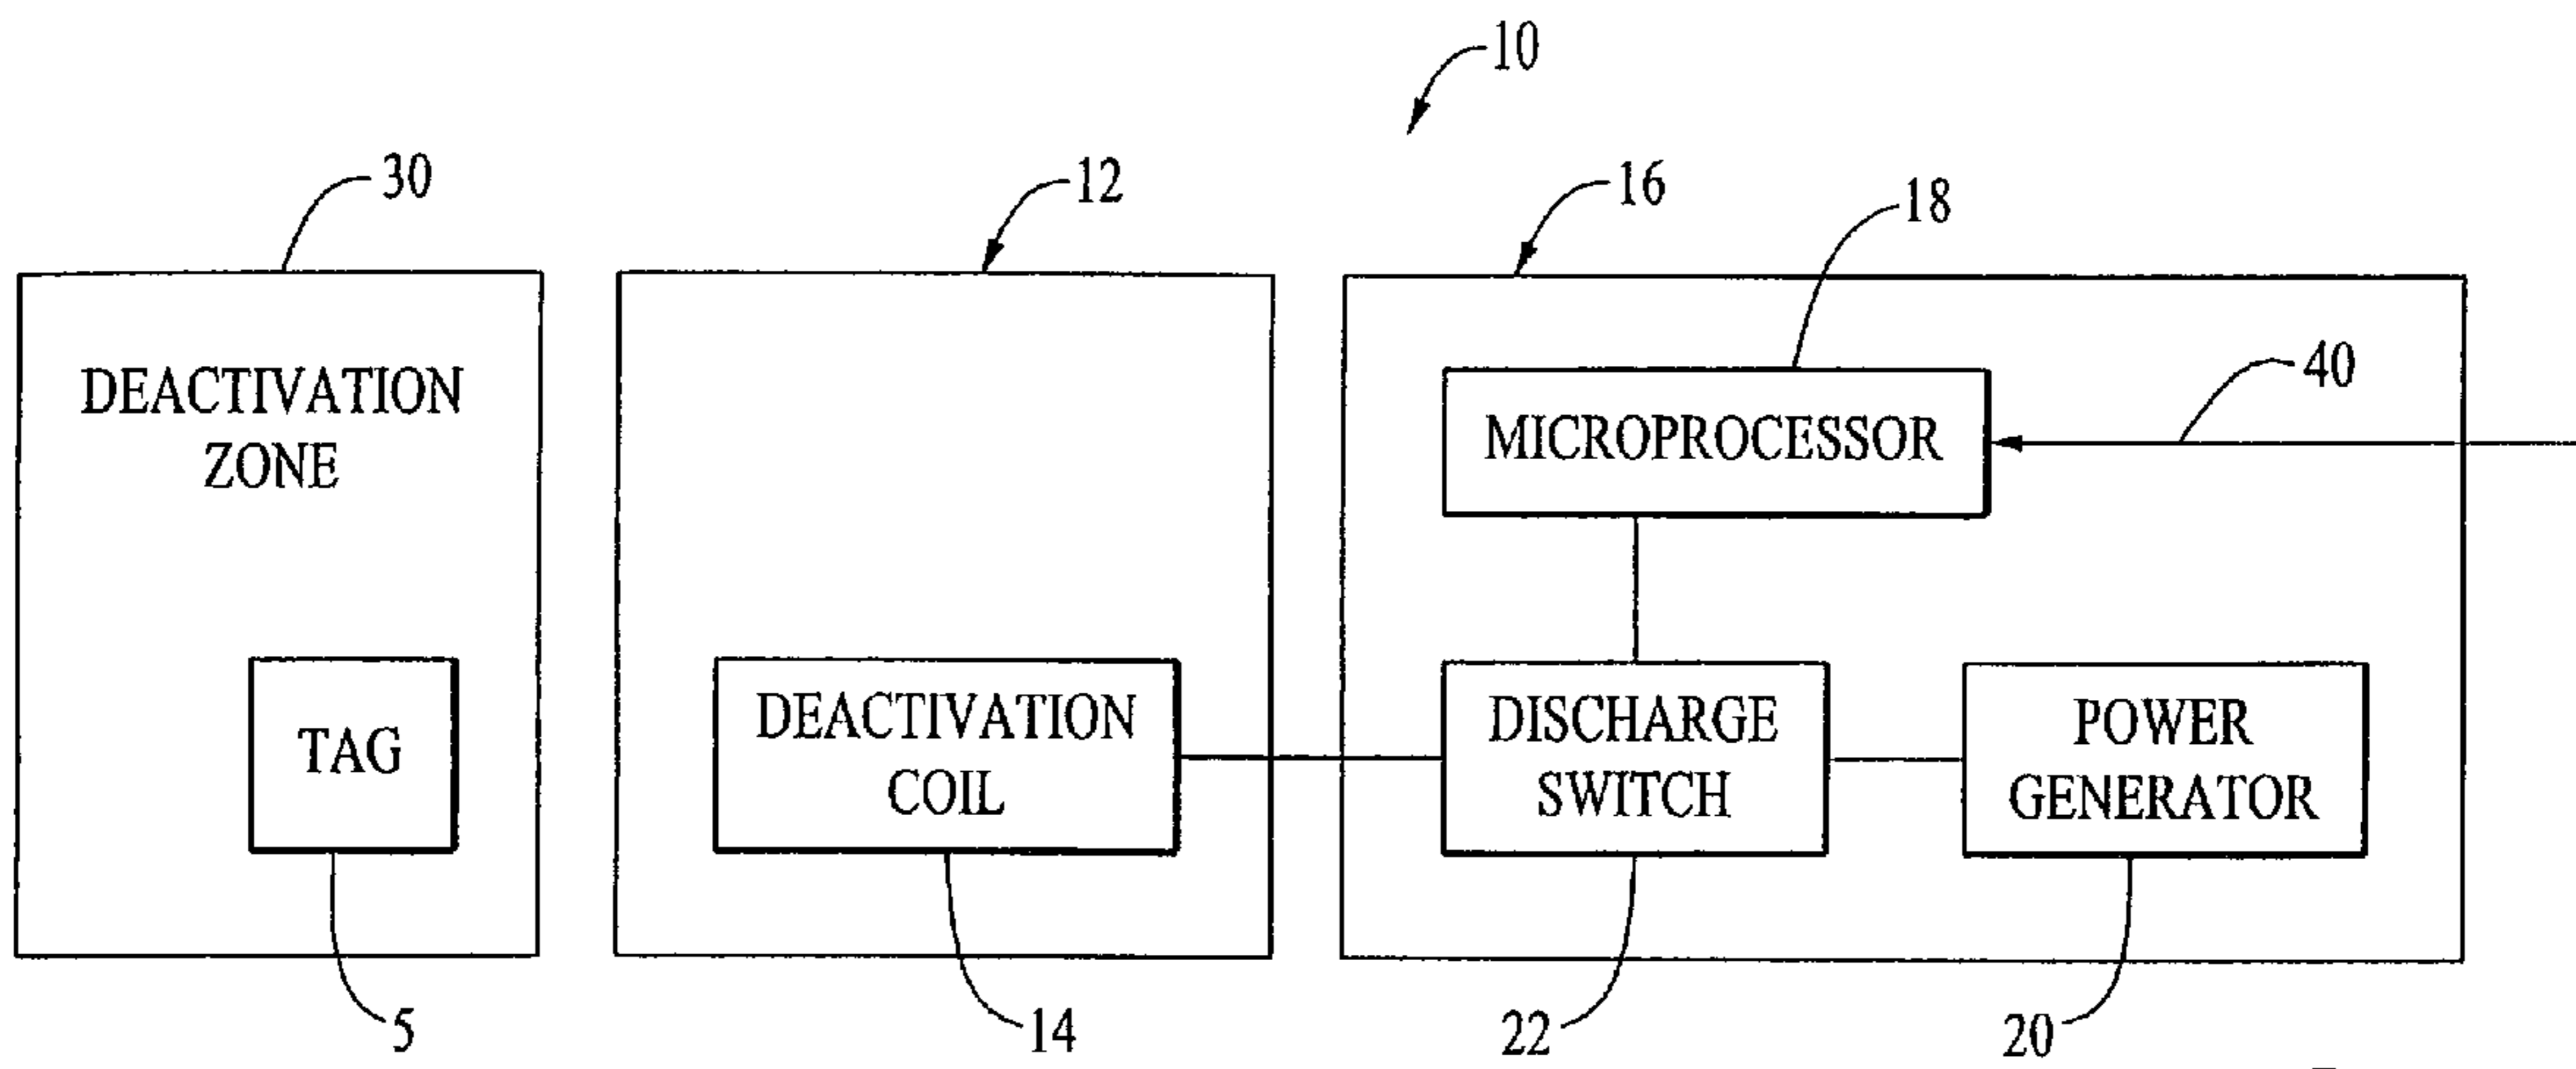 10
30
12
16
18
40
DEACTIVATION
ZONE
MICROPROCESSOR
TAG
DEACTIVATION
COIL
DISCHARGE
SWITCH
POWER
GENERATOR
5
14
22
20